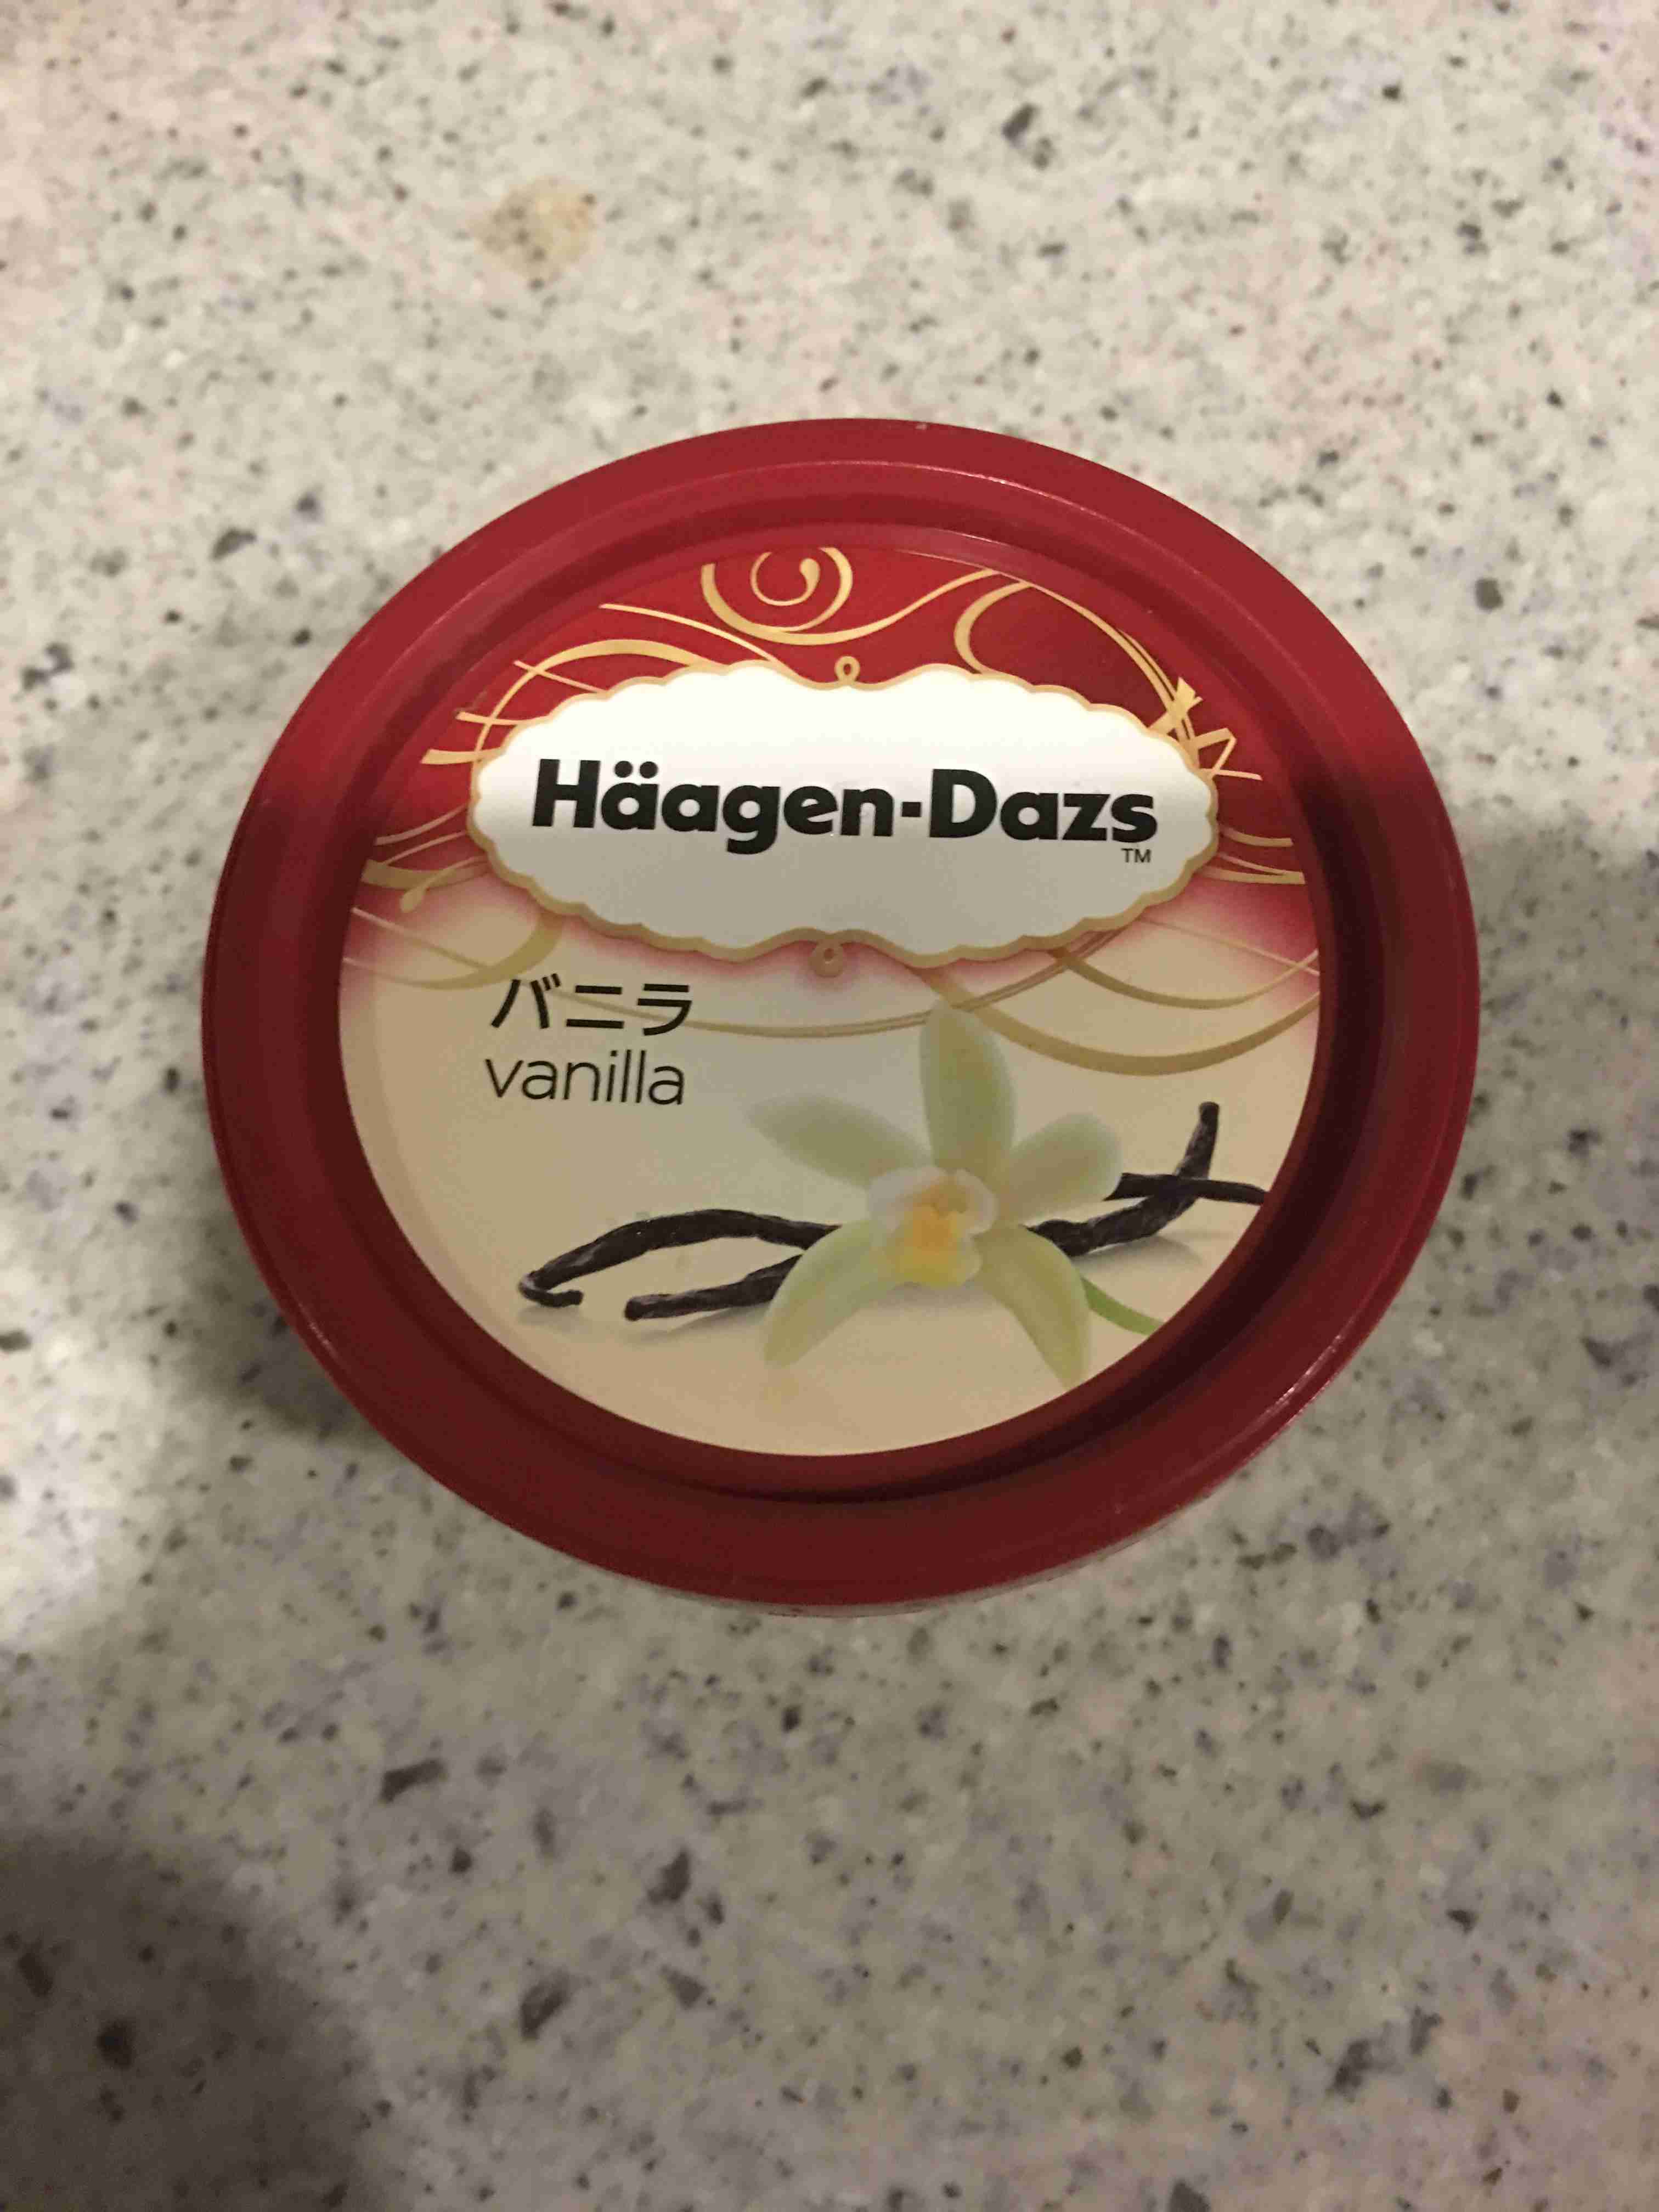 Häagen-Dazs
TM
バニラ
vanilla